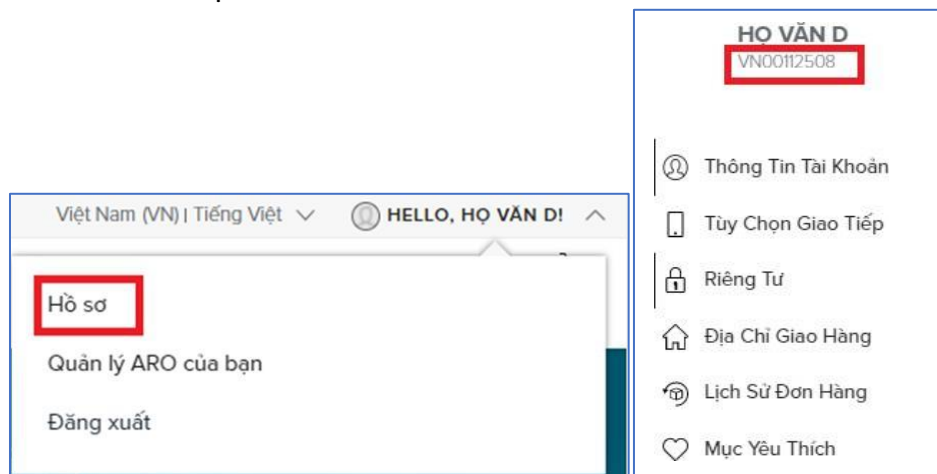 Việt Nam (VN) | Tiếng Việt
HELLO, HỌ VĂN D!
Hồ sơ
Quản lý ARO của bạn
Đăng xuất
HỌ VĂN D
VN00112508
Thông Tin Tài Khoản
Tùy Chọn Giao Tiếp
Riêng Tư
Địa Chỉ Giao Hàng
Lịch Sử Đơn Hàng
Mục Yêu Thích